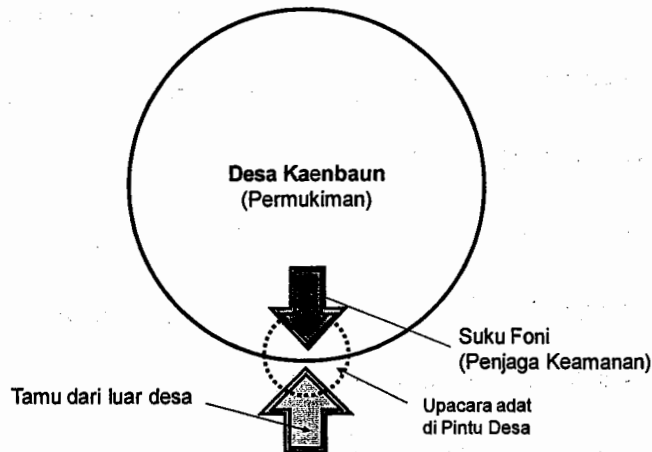 Desa Kaenbaun
(Permukiman)
Suku Foni
(Penjaga Keamanan)
Tamu dari luar desa
Upacara adat
di Pintu Desa